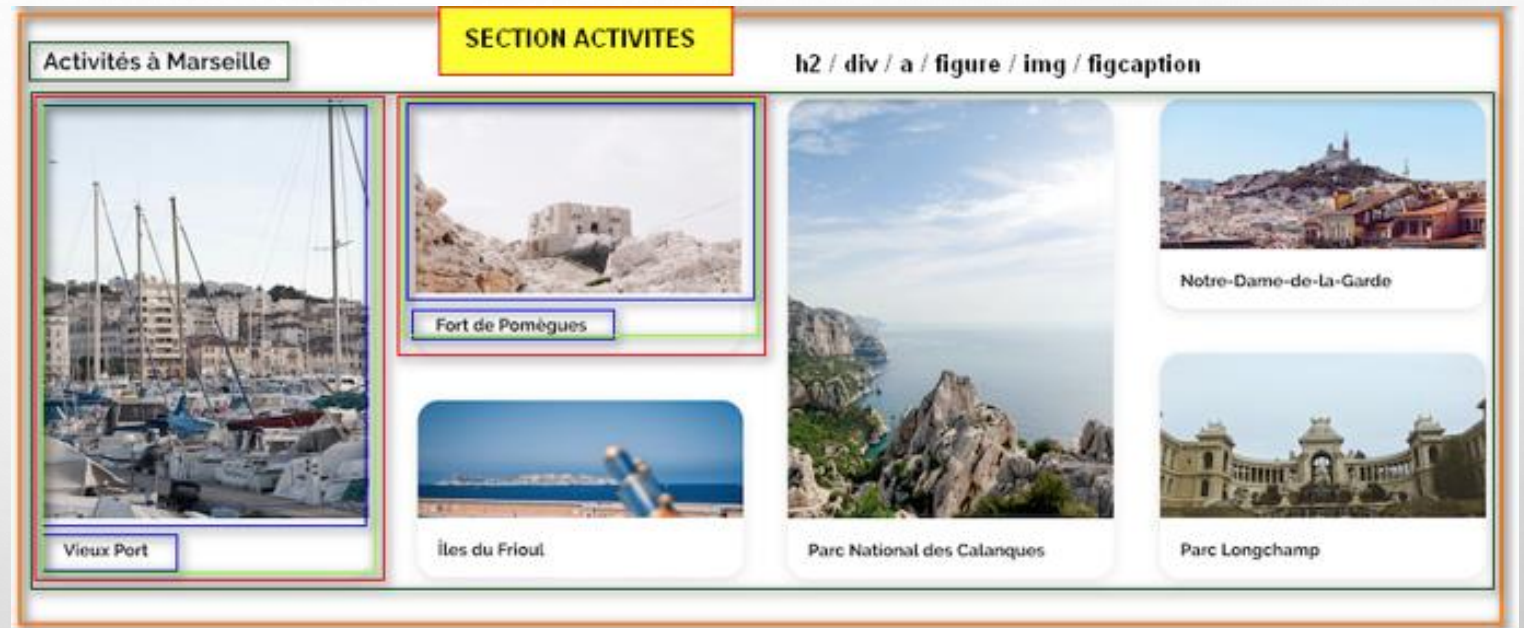 SECTION ACTIVITES
Activités à Marseille
h2 / div / a / figure / img / figcaption
Vieux Port
Fort de Pomègues
Îles du Frioul
Parc National des Calanques
Notre-Dame-de-la-Garde
Parc Longchamp